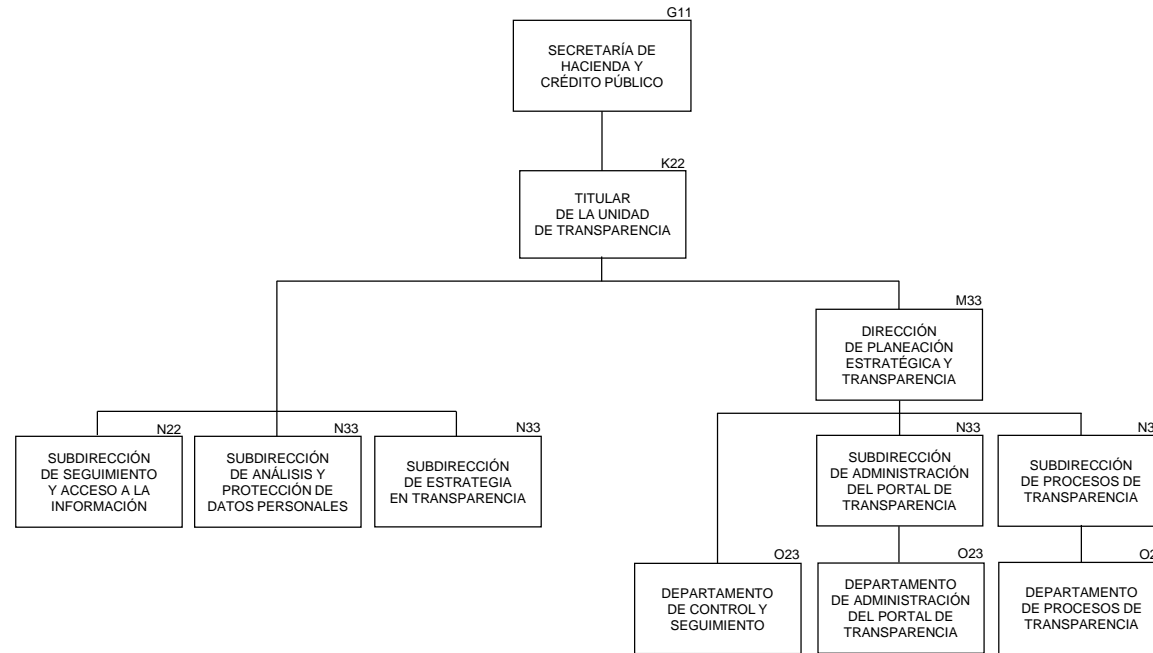 G11
SECRETARÍA DE
HACIENDA Y
CRÉDITO PÚBLICO
K22
TITULAR
DE LA UNIDAD
DE TRANSPARENCIA
M33
DIRECCIÓN
DE PLANEACIÓN
ESTRATÉGICA Y
TRANSPARENCIA
N22
SUBDIRECCIÓN
DE SEGUIMIENTO
Y ACCESO A LA
INFORMACIÓN
N33
SUBDIRECCIÓN
DE ANÁLISIS Y
PROTECCIÓN DE
DATOS PERSONALES
N33
SUBDIRECCIÓN
DE ESTRATEGIA
EN TRANSPARENCIA
N33
SUBDIRECCIÓN
DE ADMINISTRACIÓN
DEL PORTAL DE
TRANSPARENCIA
SUBDIRECCIÓN
DE PROCESOS DE
TRANSPARENCIA
O23
DEPARTAMENTO
DE CONTROL Y
SEGUIMIENTO
O23
DEPARTAMENTO
DE ADMINISTRACIÓN
DEL PORTAL DE
TRANSPARENCIA
DEPARTAMENTO
DE PROCESOS DE
TRANSPARENCIA